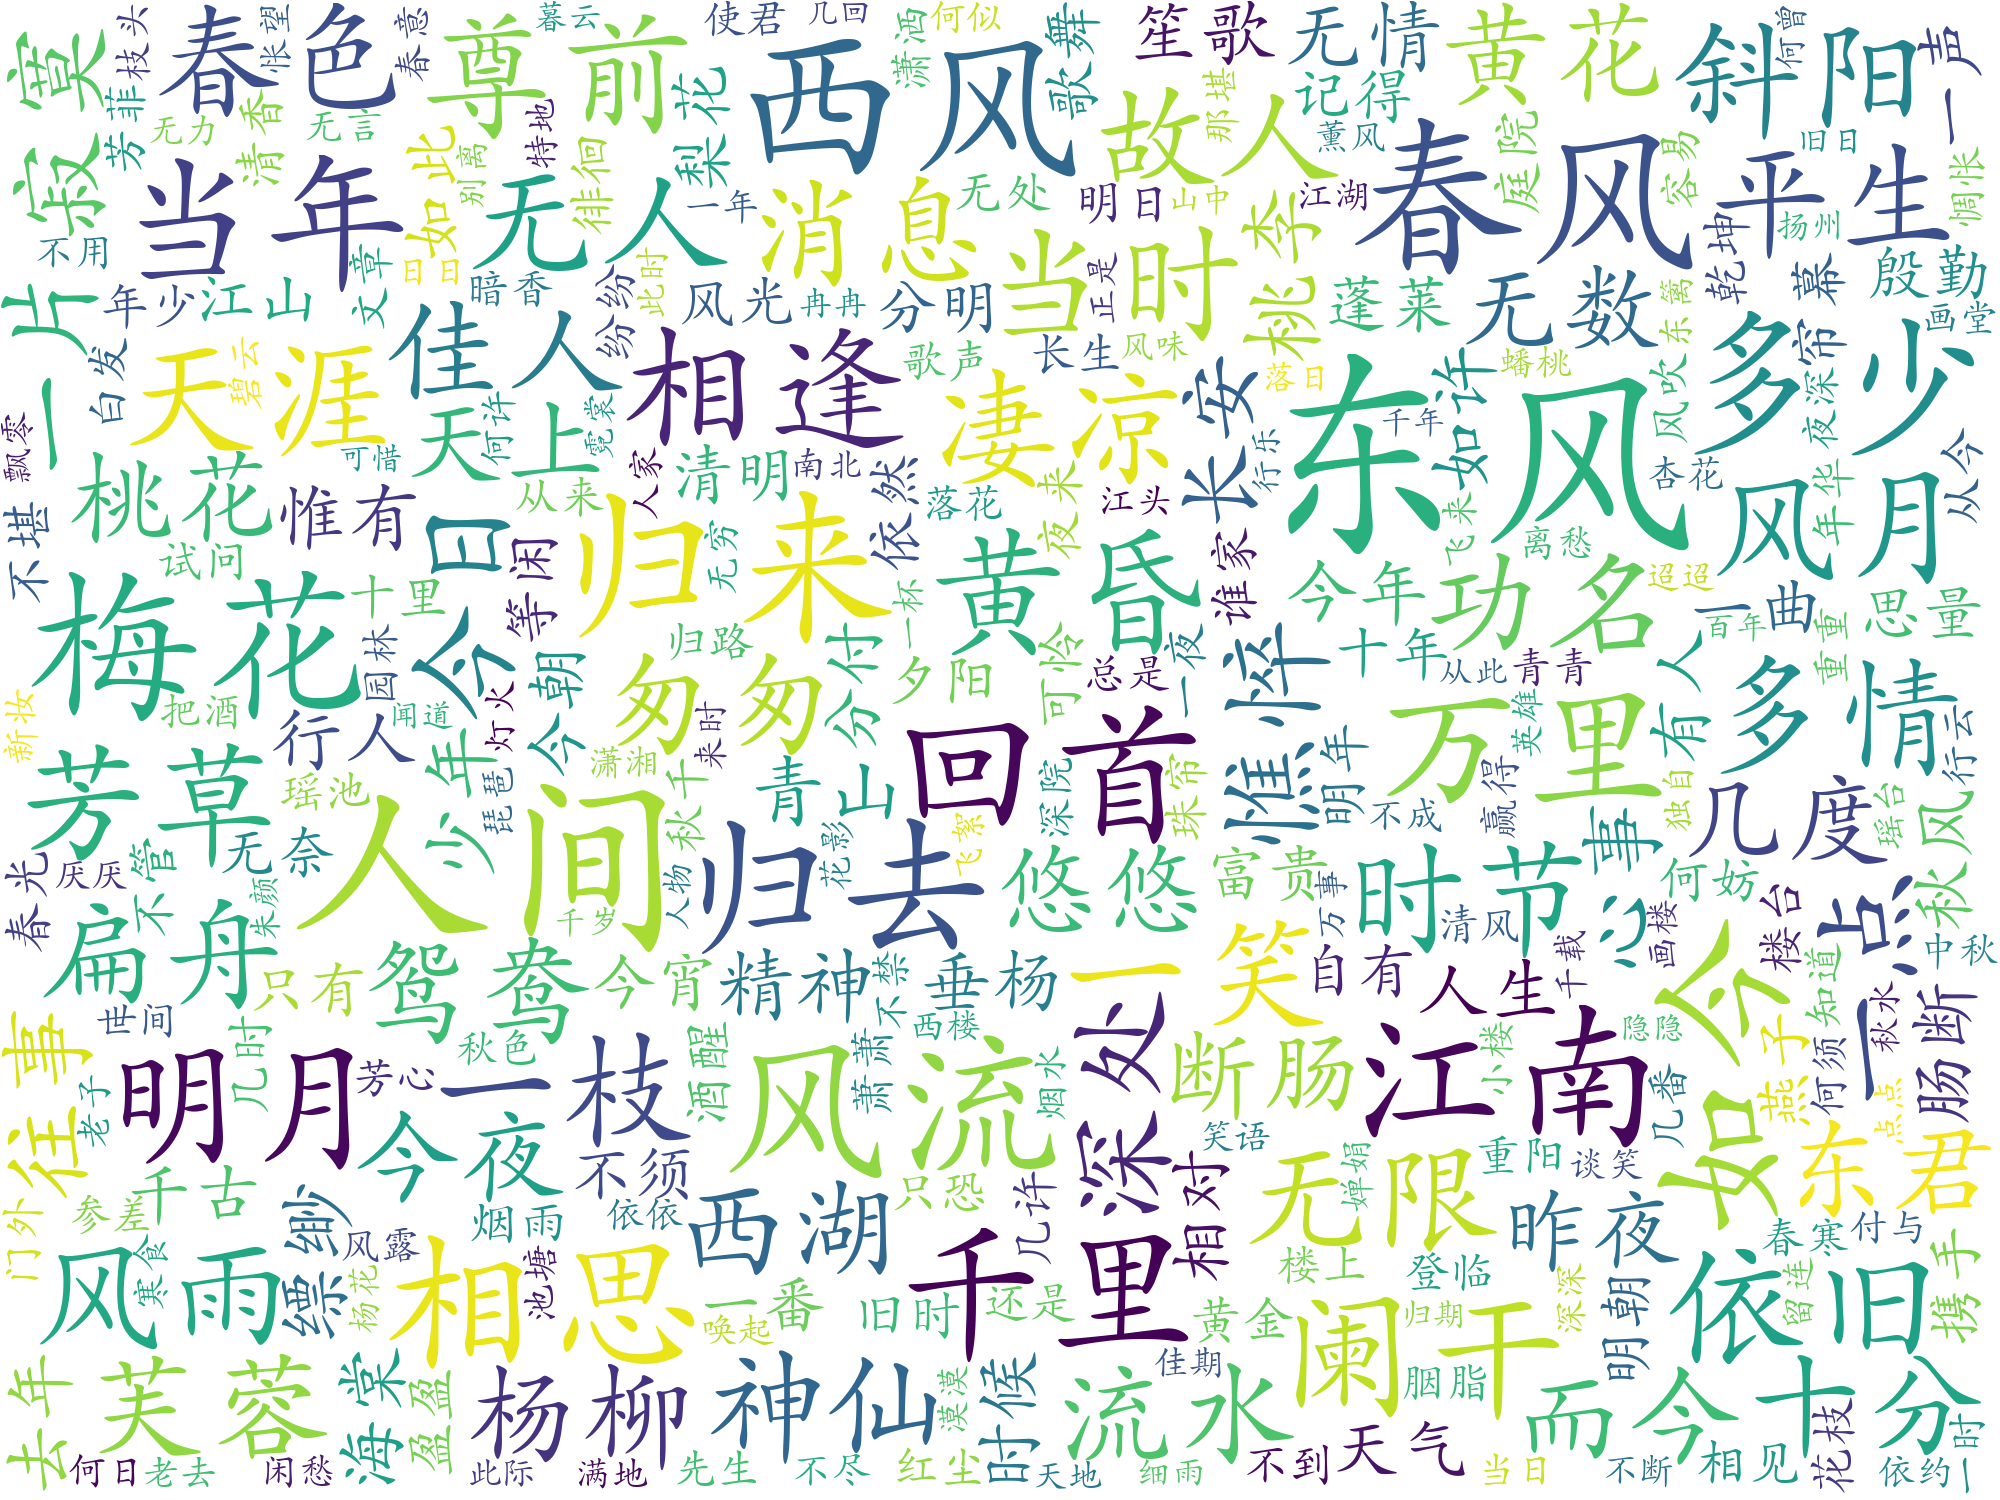 寂寞
芳菲
枝头
春色
怅望
春意
尊前
暮云
使君
几回
何似
潇洒
西风
歌舞
笙歌
无情
黄花
斜阳
何曾
一声
无力
清香
无言
如此
别离
特地
徘徊
梨花
故人
那堪
记得
薰风
庭院
容易
旧日
惆怅
当年
无人
一年
消息
无处
明日
山中
江湖
桃李
春风
平生
扬州
乾坤
不用
一片
年少
江山
文章
日日
暗香
纷纷
此时
风光
冉冉
分明
当时
正是
蓬莱
无数
东篱
帘幕
殷勤
画堂
白发
天涯
碧云
佳人
相逢
歌声
长生
风味
落日
长安
东风
千年
如许
蟠桃
风吹
多少
夜深
飘零
桃花
可惜
天上
何许
霓裳
人家
清明
南北
凄凉
江头
行乐
杏花
从今
不堪
试问
惟有
今日
从来
等闲
归来
无穷
依然
落花
夜来
谁家
飞来
离愁
风月
年华
梅花
十里
园林
归路
匆匆
分付
一杯
黄昏
可怜
一夜
憔悴
今年
十年
功名
迢迢
从此
青青
有人
一曲
百年
重重
思量
新妆
把酒
行人
闻道
少年
灯火
今朝
潇湘
来时
夕阳
总是
万里
英雄
多情
行云
芳草
瑶池
琵琶
人间
秋千
青山
回首
深院
珠帘
明年
不成
赢得
独自
几度
瑶台
秋风
春光
厌厌
不管
无奈
朱颜
千岁
人物
归去
花影
飞絮
悠悠
富贵
万事
时节
清风
心事
何妨
画楼
楼台
一点
扁舟
只有
鸳鸯
今宵
精神
不禁
垂杨
一笑
自有
人生
千载
如今
知道
中秋
秋水
肠断
往事
世间
几时
老子
明月
芳心
秋色
一枝
酒醒
风流
萧萧
西楼
烟水
深处
断肠
江南
小楼
隐隐
燕子
何须
几番
点点
东君
门外
参差
千古
今夜
不须
依依
西湖
只恐
几许
相对
笑语
无限
婵娟
重阳
谈笑
昨夜
春寒
付与
风雨
寒食
缥缈
风露
杨花
烟雨
池塘
相思
一番
唤起
旧时
还是
千里
黄金
楼上
登临
归期
深深
明朝
依旧
留连
携手
去年
芙蓉
海棠
盈盈
杨柳
神仙
漠漠
时候
佳期
流水
阑干
胭脂
而今
十分
何日
老去
闲愁
此际
满地
先生
不尽
红尘
天地
细雨
不到
天气
当日
不断
相见
花枝
依约
一时